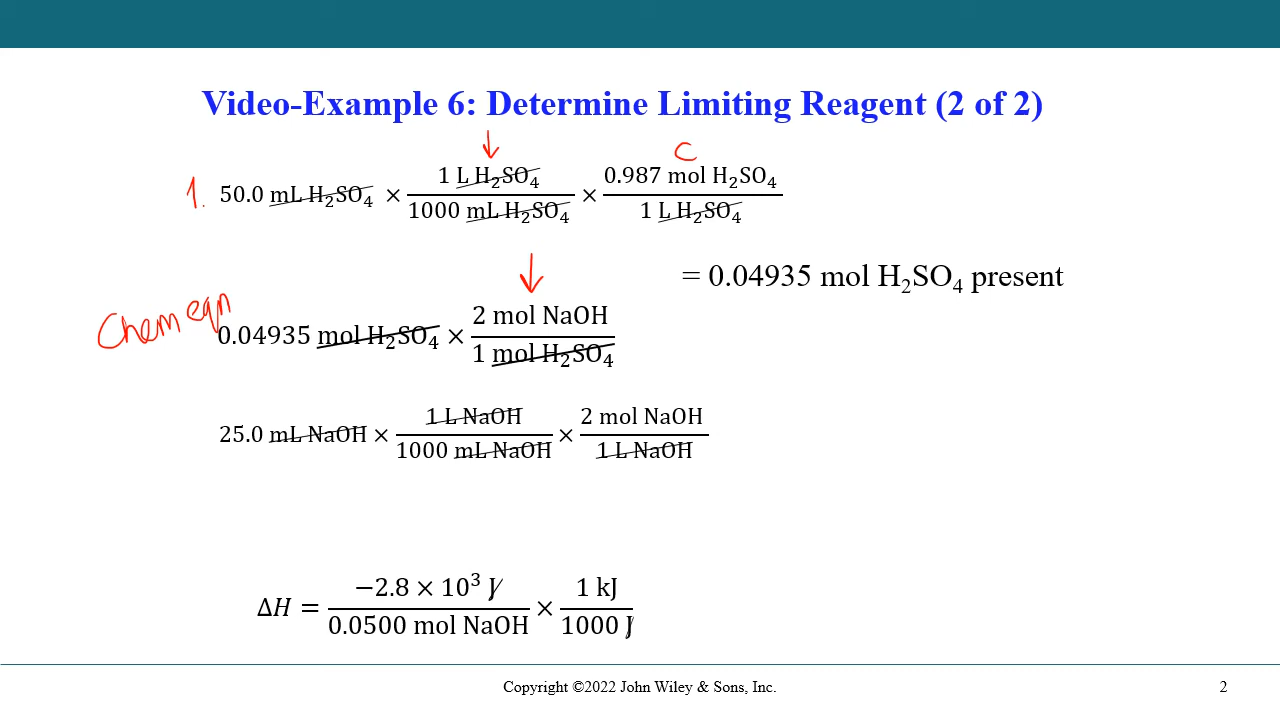 Video-Example 6: Determine Limiting Reagent (2 of 2)
1. 50.0 mL H₂SO₄ × 1 L H₂SO₄ / 1000 mL H₂SO₄ × 0.987 mol H₂SO₄ / 1 L H₂SO₄
C
= 0.04935 mol H₂SO₄ present
Chem eqn
0.04935 mol H₂SO₄ × 2 mol NaOH / 1 mol H₂SO₄
25.0 mL NaOH × 1 L NaOH / 1000 mL NaOH × 2 mol NaOH / 1 L NaOH
ΔH = −2.8 × 10³ J / 0.0500 mol NaOH × 1 kJ / 1000 J
Copyright ©2022 John Wiley & Sons, Inc.
2